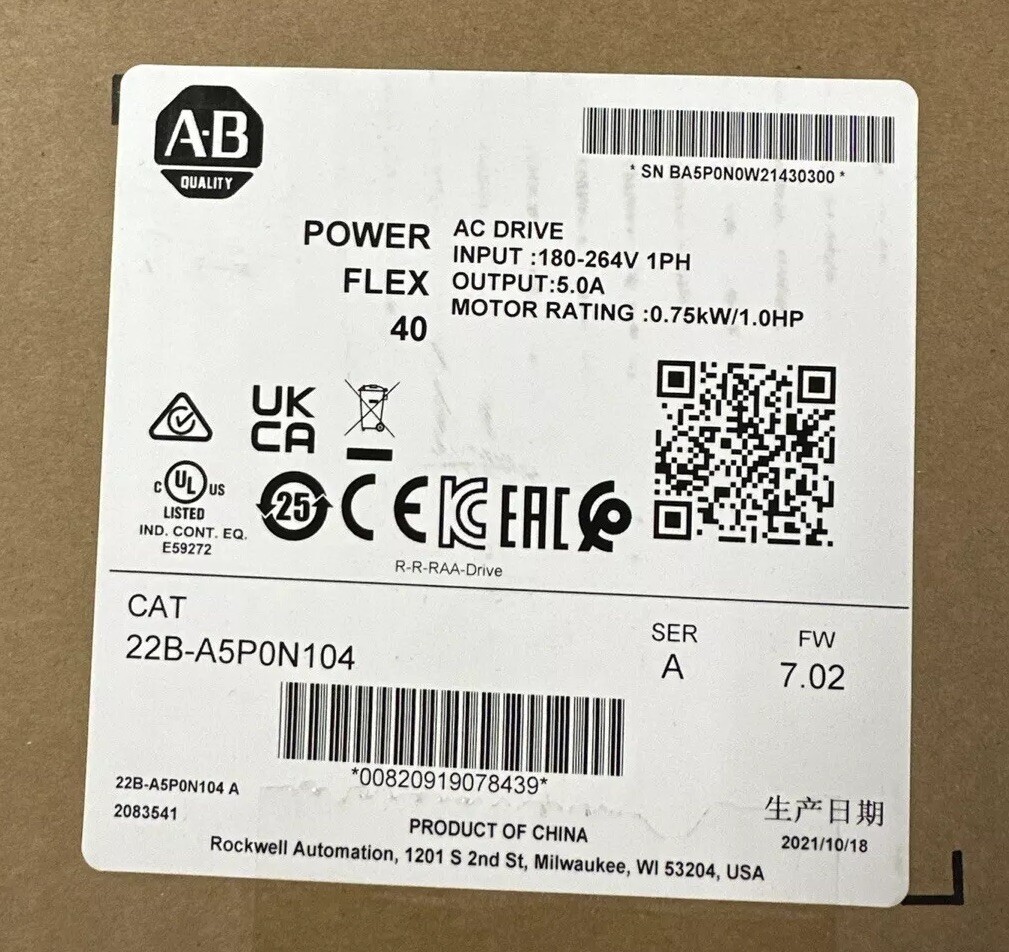 A-B
QUALITY
* SN BA5P0N0W21430300 *
POWER
FLEX
40
AC DRIVE
INPUT :180-264V 1PH
OUTPUT:5.0A
MOTOR RATING :0.75kW/1.0HP
UK
CA
C UL US
LISTED
IND. CONT. EQ.
E59272
25
CE
KC
EAC
R-R-RAA-Drive
CAT
22B-A5P0N104
SER
A
FW
7.02
*00820919078439*
22B-A5P0N104 A
2083541
生产日期
2021/10/18
PRODUCT OF CHINA
Rockwell Automation, 1201 S 2nd St, Milwaukee, WI 53204, USA